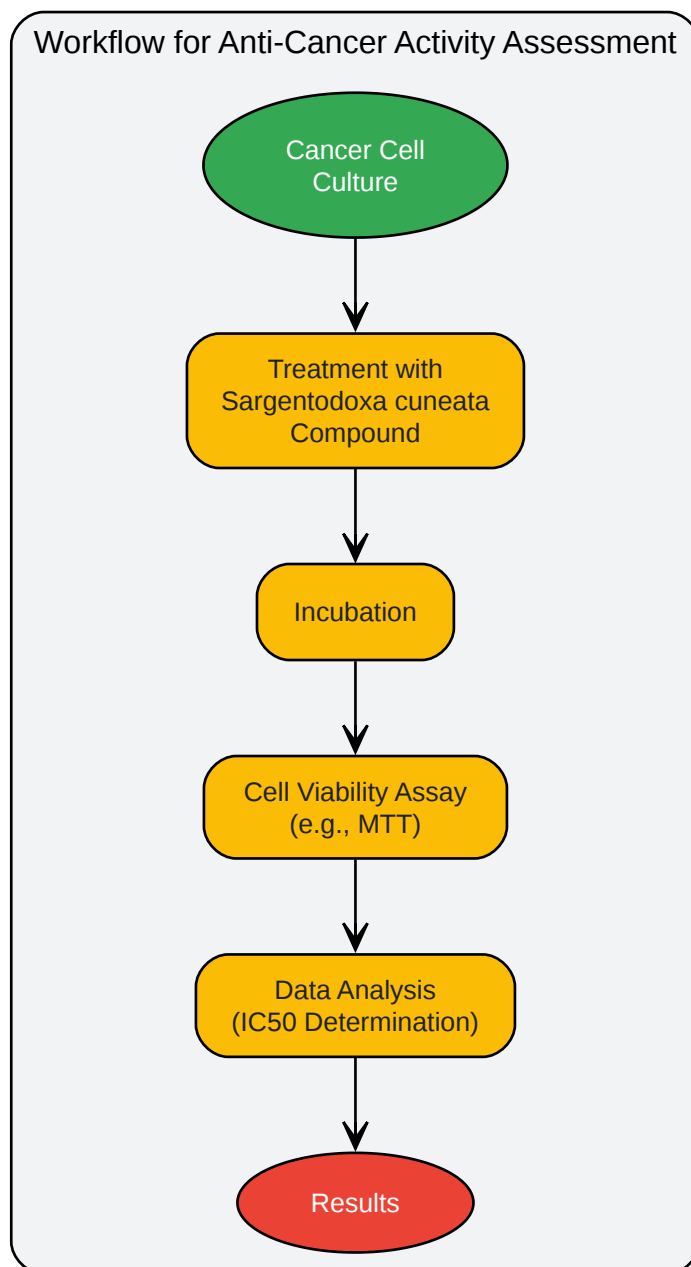 Workflow for Anti-Cancer Activity Assessment
Cancer Cell
Culture
Treatment with
Sargentodoxa cuneata
Compound
Incubation
Cell Viability Assay
(e.g., MTT)
Data Analysis
(IC50 Determination)
Results